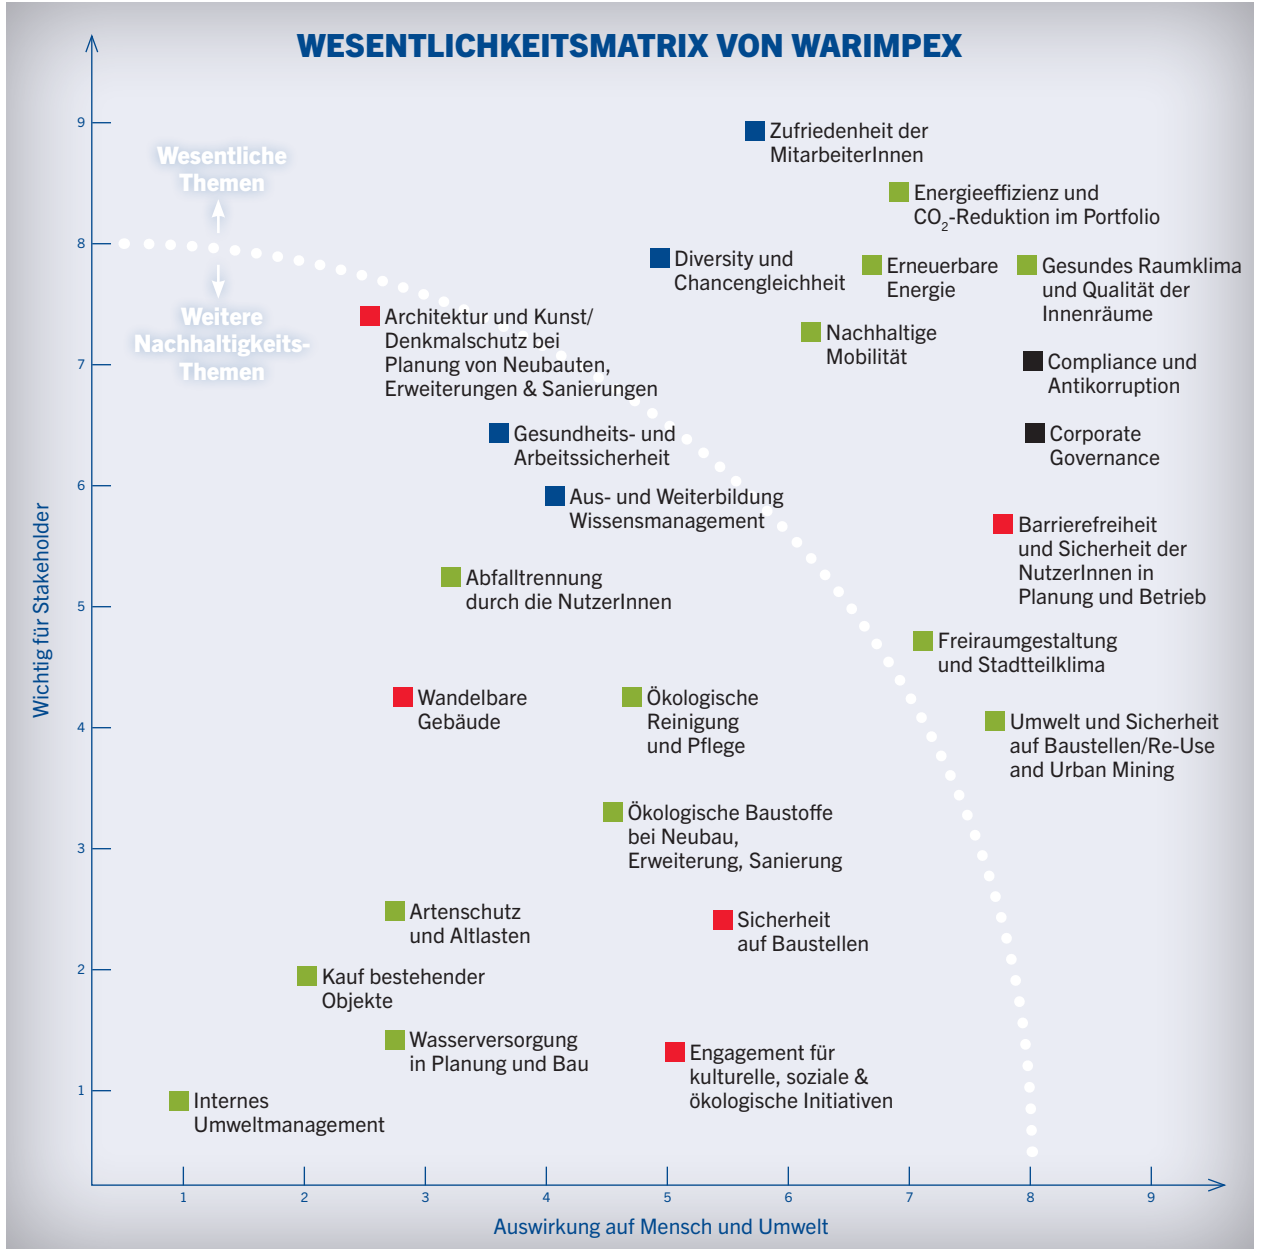 WESENTLICHKEITSMATRIX VON WARIMPEX
9
Zufriedenheit der
MitarbeiterInnen
Wesentliche
Themen
Energieeffizienz und
CO2-Reduktion im Portfolio
8
Diversity und
Chancengleichheit
Erneuerbare
Energie
Gesundes Raumklima
und Qualität der
Innenräume
Weitere
Nachhaltigkeits-
Themen
Architektur und Kunst/
Denkmalschutz bei
Planung von Neubauten,
Erweiterungen & Sanierungen
Nachhaltige
Mobilität
7
Compliance und
Antikorruption
Gesundheits- und
Arbeitssicherheit
Corporate
Governance
6
Aus- und Weiterbildung
Wissensmanagement
Barrierefreiheit
und Sicherheit der
NutzerInnen in
Planung und Betrieb
Wichtig für Stakeholder
Abfalltrennung
durch die NutzerInnen
5
Freiraumgestaltung
und Stadtteilklima
Wandelbare
Gebäude
Ökologische
Reinigung
und Pflege
4
Umwelt und Sicherheit
auf Baustellen/Re-Use
and Urban Mining
Ökologische Baustoffe
bei Neubau,
Erweiterung, Sanierung
3
Artenschutz
und Altlasten
Sicherheit
auf Baustellen
2
Kauf bestehender
Objekte
Wasserversorgung
in Planung und Bau
Engagement für
kulturelle, soziale &
ökologische Initiativen
1
Internes
Umweltmanagement
1 2 3 4 5 6 7 8 9
Auswirkung auf Mensch und Umwelt